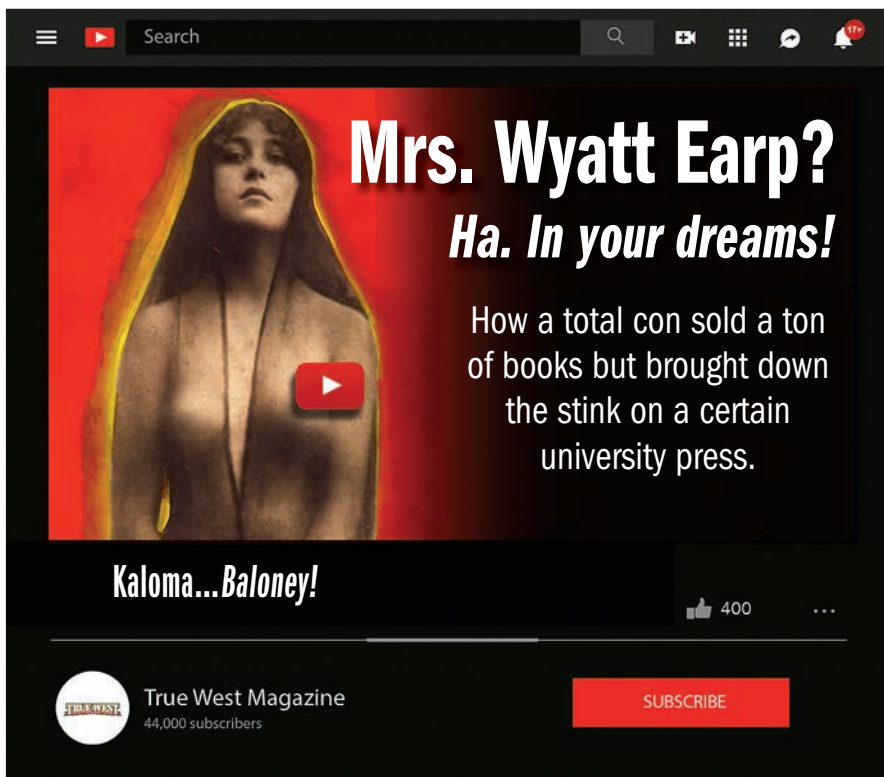 Search
17+
Mrs. Wyatt Earp?
Ha. In your dreams!
How a total con sold a ton
of books but brought down
the stink on a certain
university press.
Kaloma...Baloney!
400
TRUE WEST
True West Magazine
44,000 subscribers
SUBSCRIBE